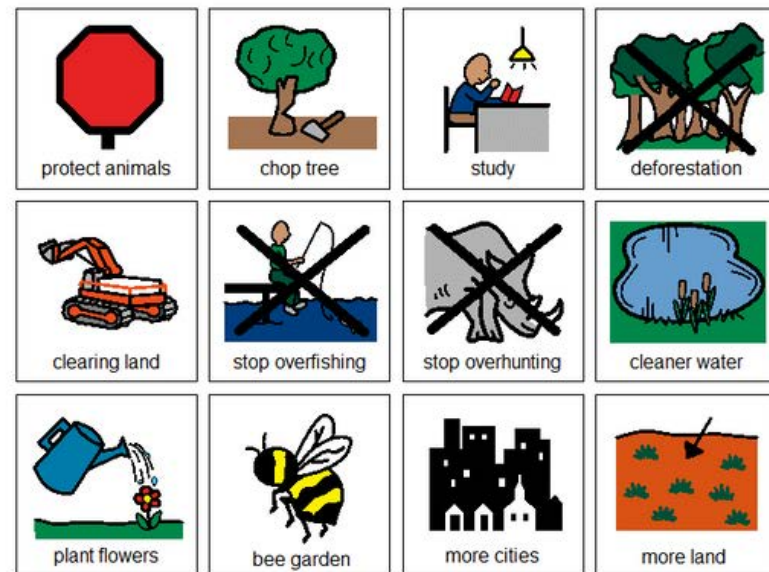 protect animals
chop tree
study
deforestation
clearing land
stop overfishing
stop overhunting
cleaner water
plant flowers
bee garden
more cities
more land